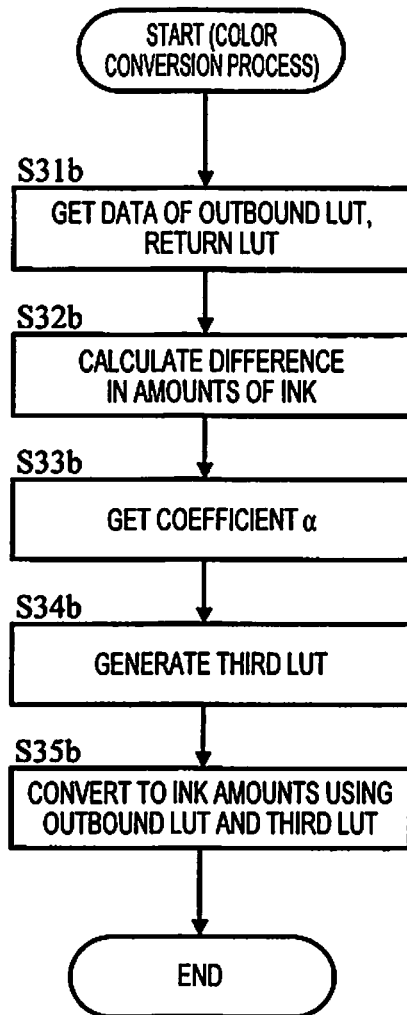 START (COLOR
CONVERSION PROCESS)
S31b
GET DATA OF OUTBOUND LUT,
RETURN LUT
S32b
CALCULATE DIFFERENCE
IN AMOUNTS OF INK
S33b
GET COEFFICIENT α
S34b
GENERATE THIRD LUT
S35b
CONVERT TO INK AMOUNTS USING
OUTBOUND LUT AND THIRD LUT
END